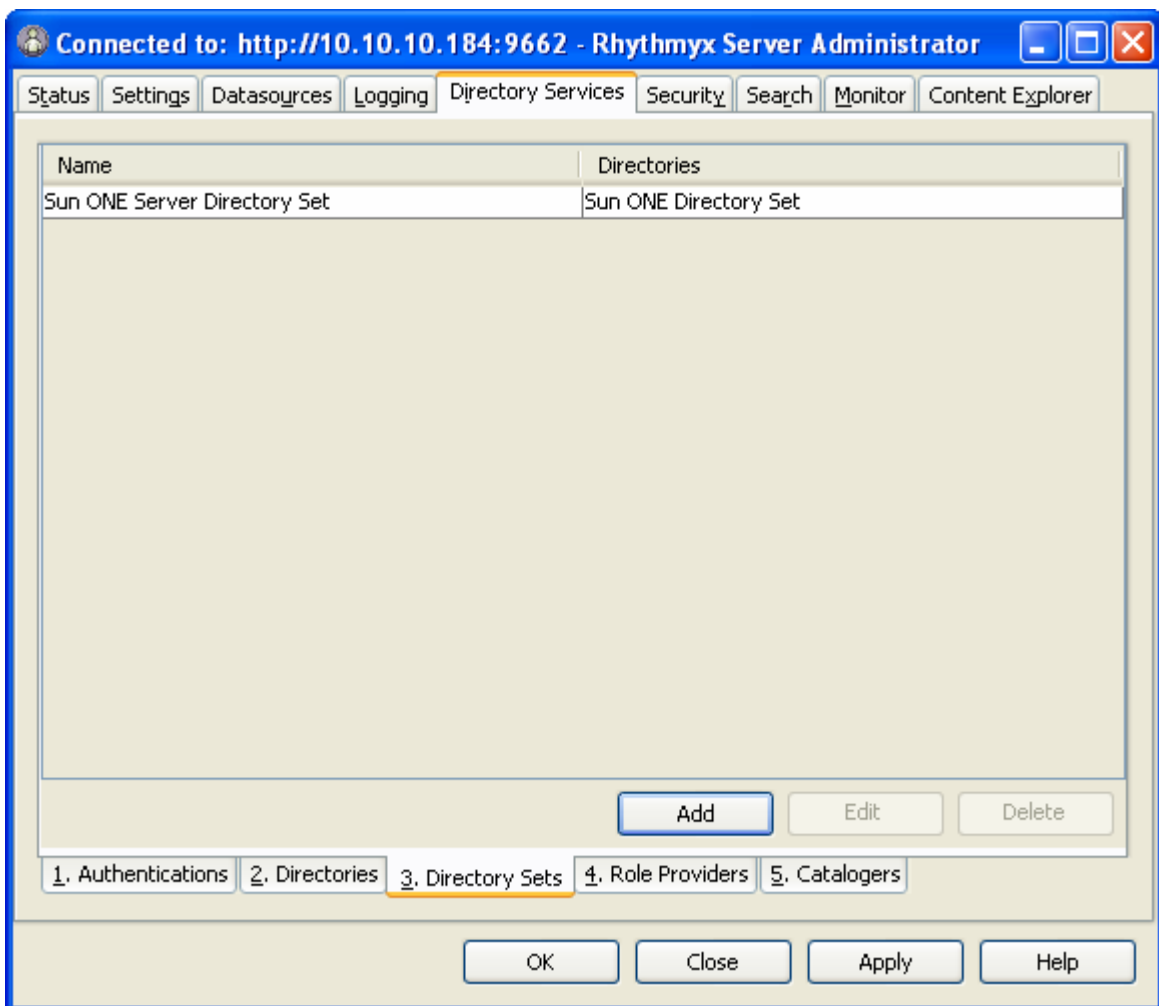 Connected to: http://10.10.10.184:9662 - Rhythmyx Server Administrator
Status Settings Datasources Logging Directory Services Security Search Monitor Content Explorer
Name Directories
Sun ONE Server Directory Set Sun ONE Directory Set
Add Edit Delete
1. Authentications 2. Directories 3. Directory Sets 4. Role Providers 5. Catalogers
OK Close Apply Help